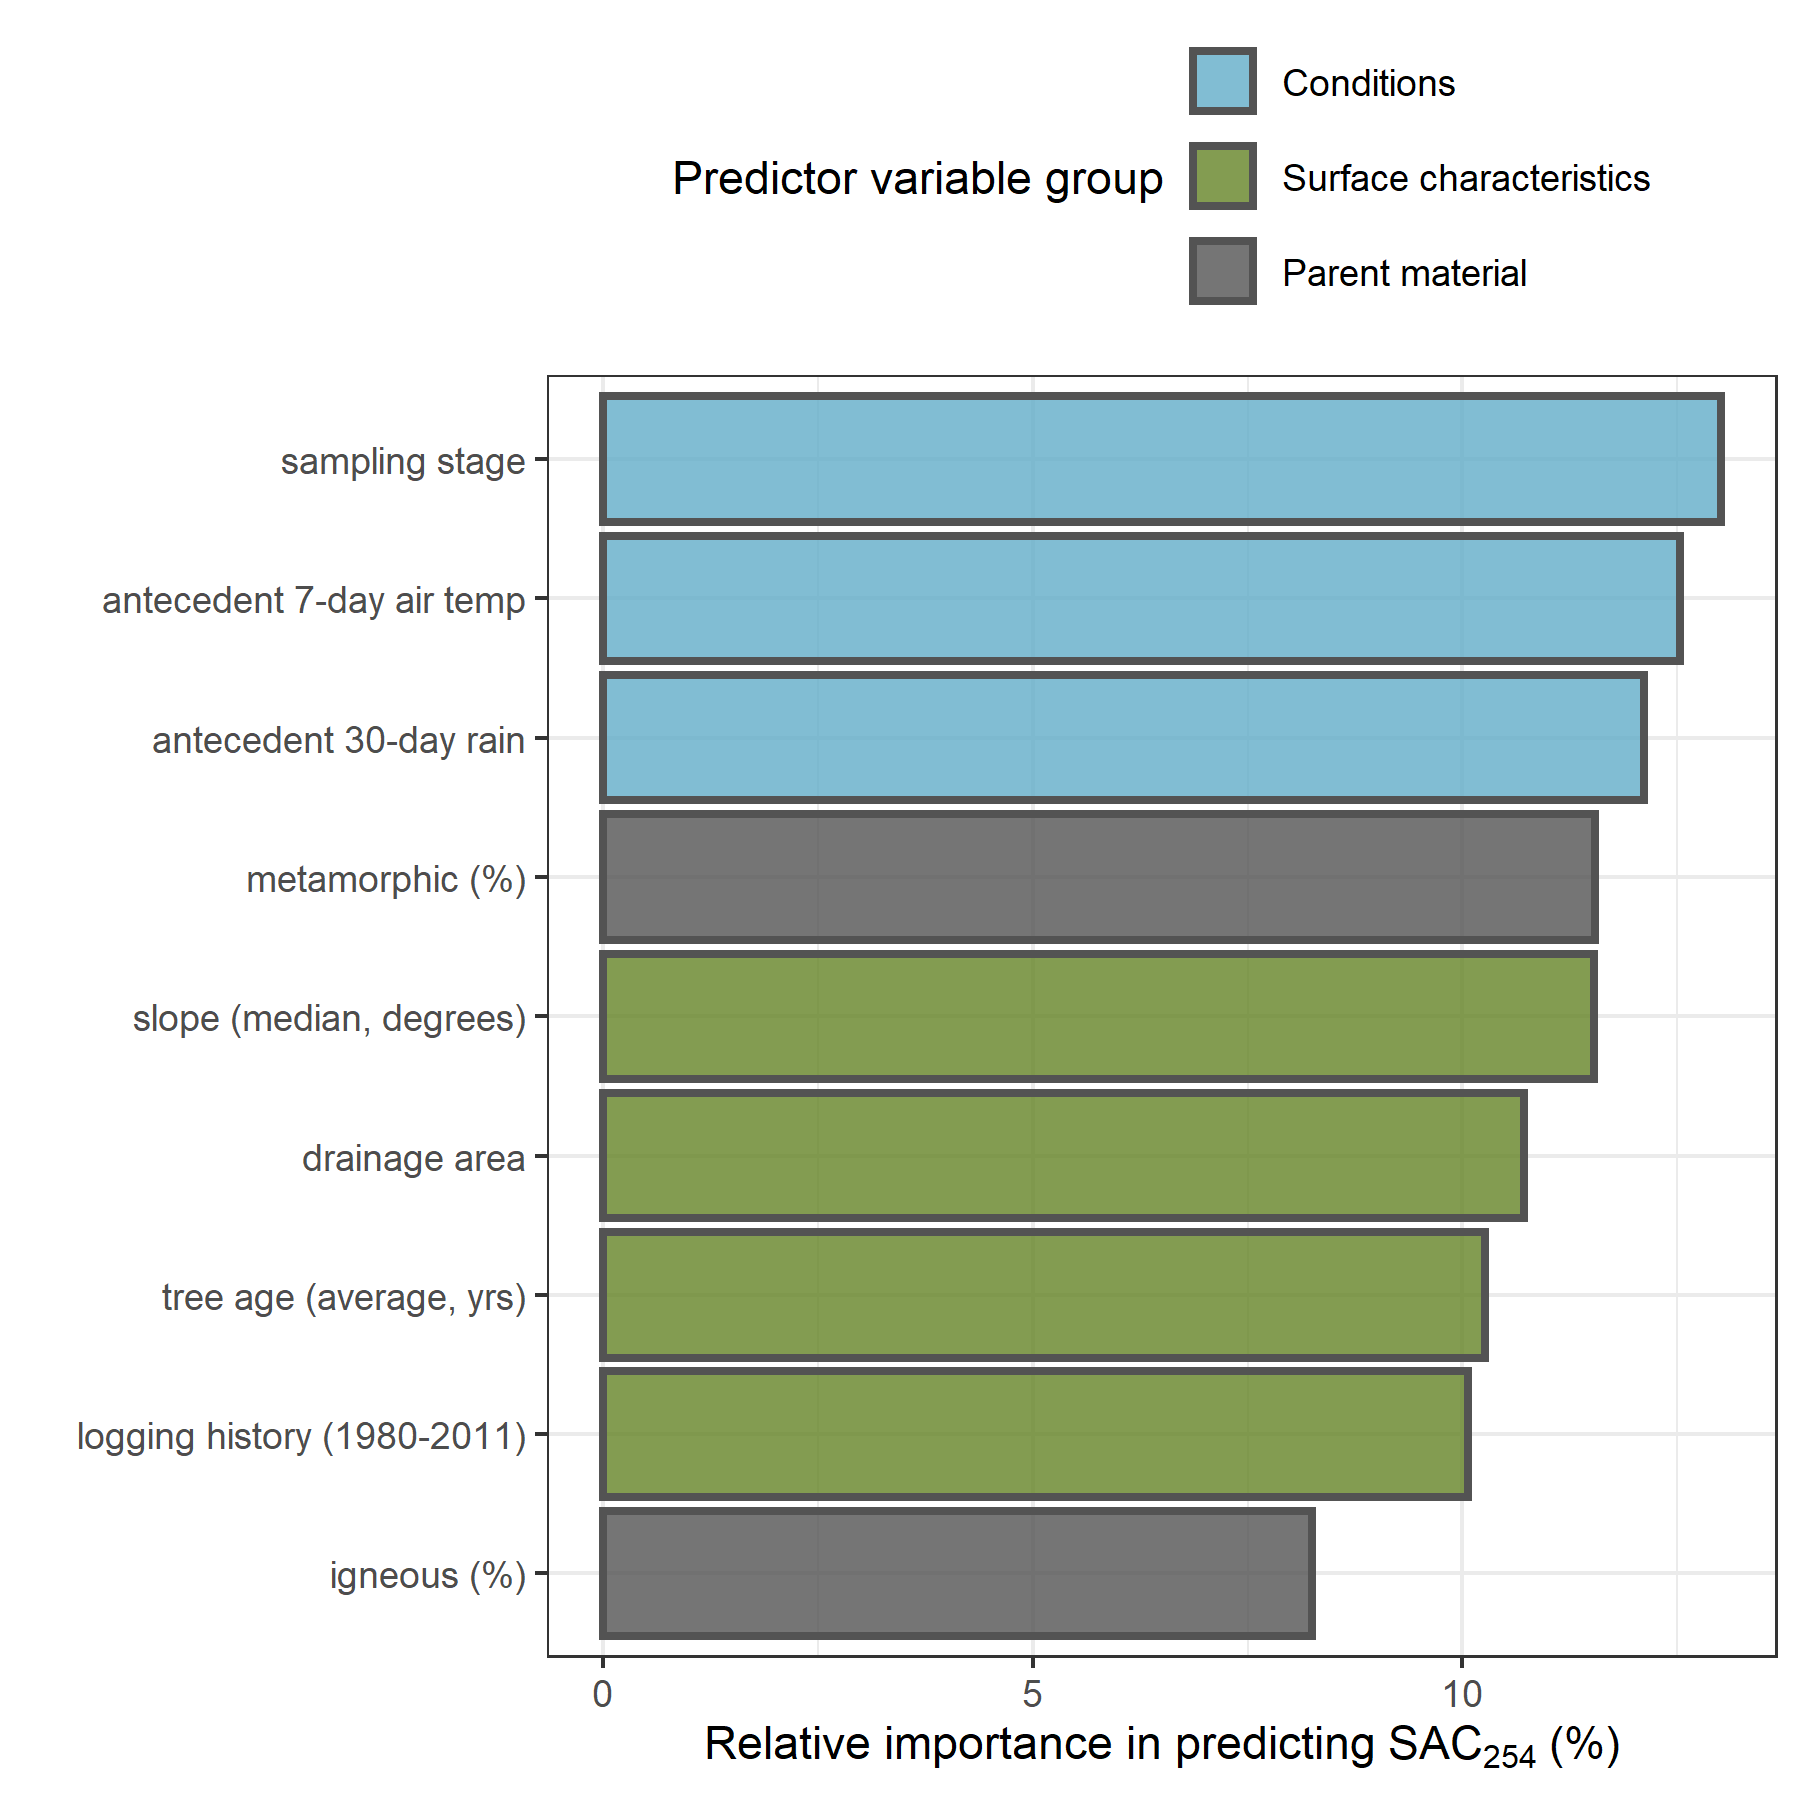 Predictor variable group
Conditions
Surface characteristics
Parent material
sampling stage
antecedent 7-day air temp
antecedent 30-day rain
metamorphic (%)
slope (median, degrees)
drainage area
tree age (average, yrs)
logging history (1980-2011)
igneous (%)
0 5 10
Relative importance in predicting SAC₂₅₄ (%)